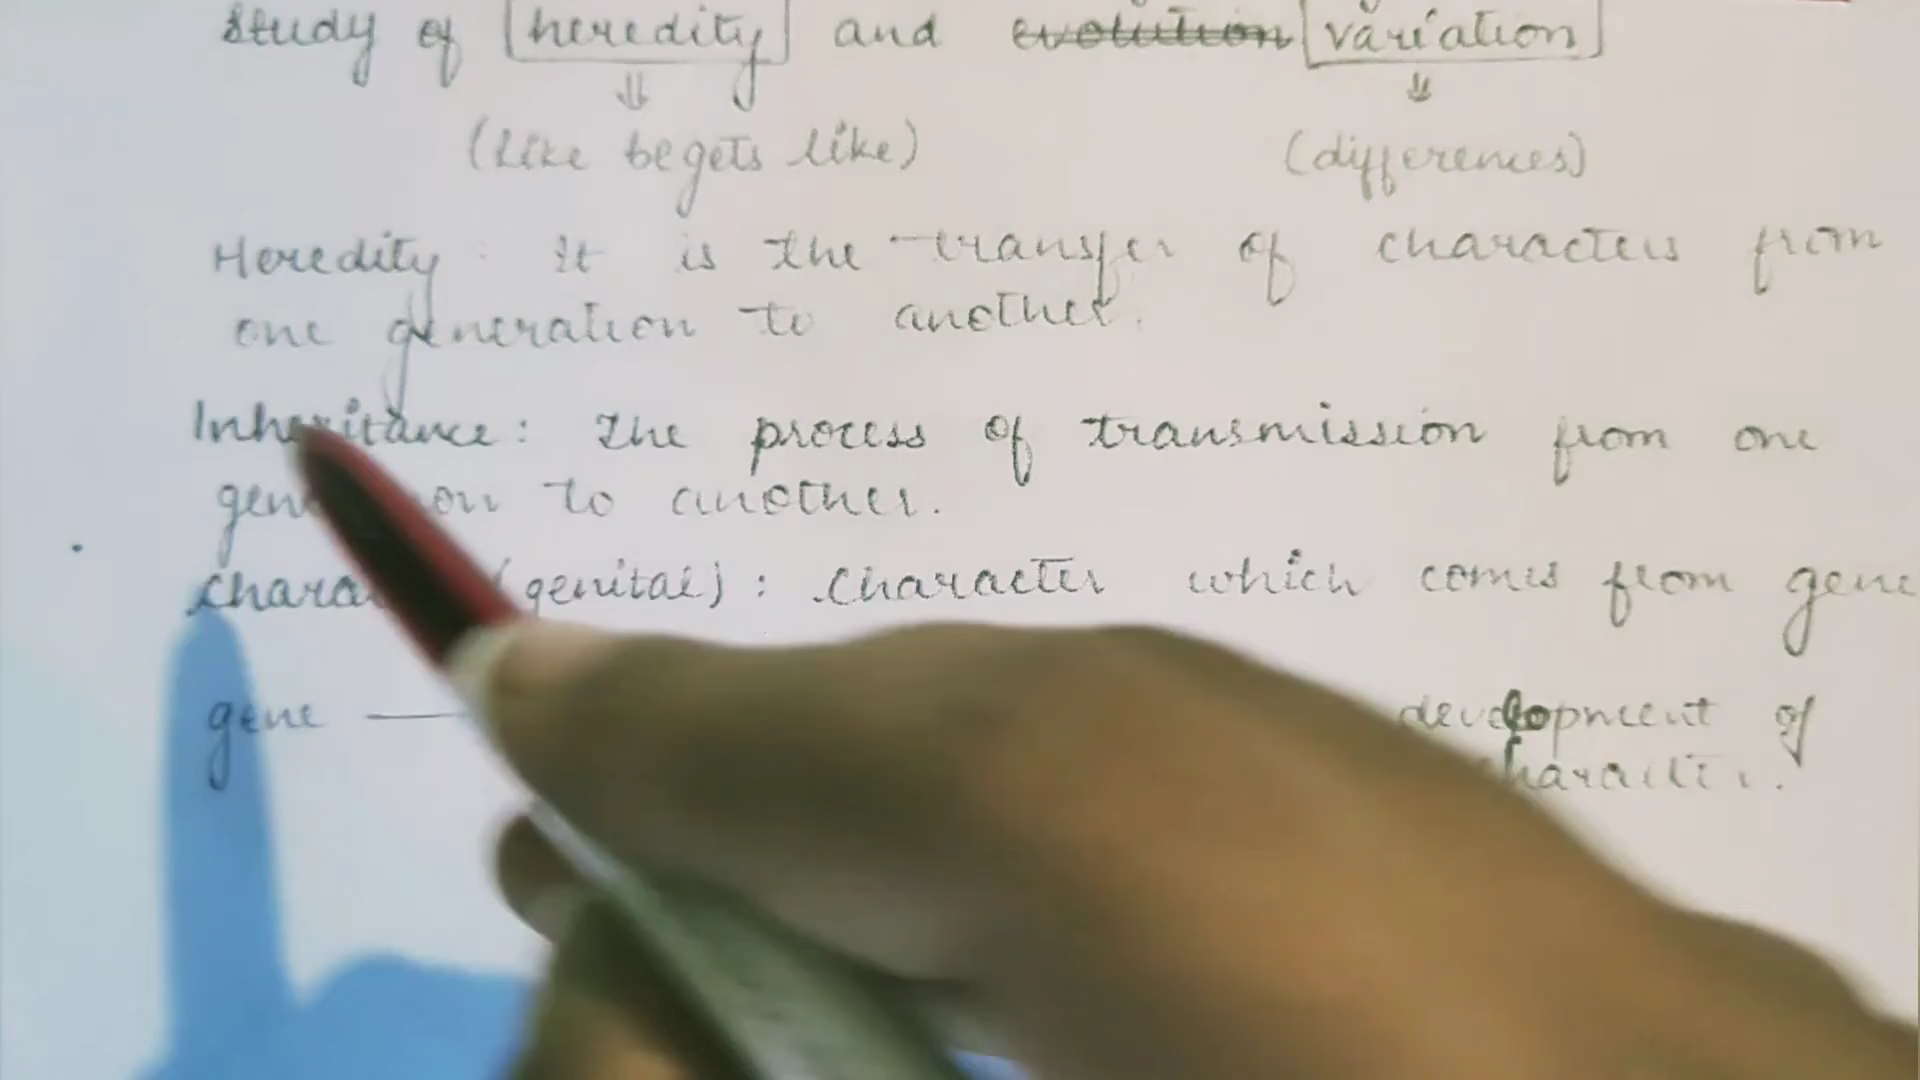 study of heredity and evolution variation
(like begets like) (differences)
Heredity : It is the transfer of characters from
one generation to another.
Inheritance : The process of transmission from one
to another.
(genital) : Character which comes from gene
gene — development of
character.